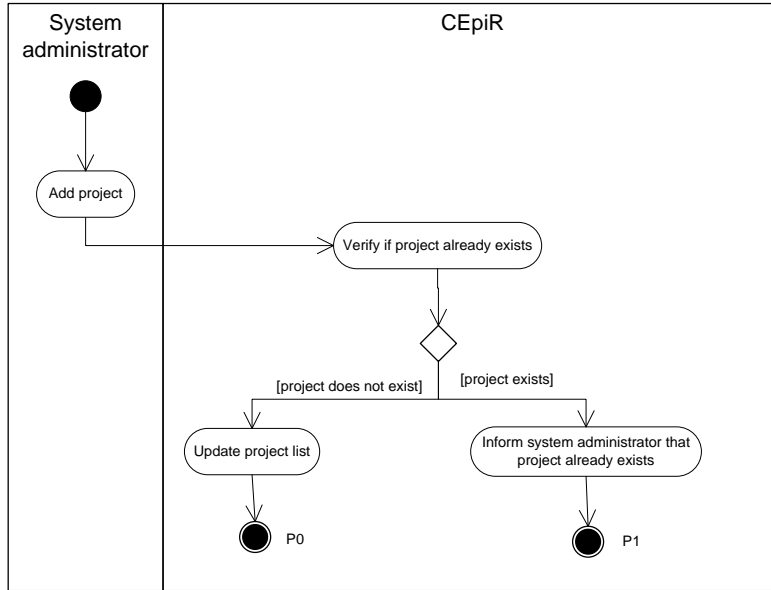 System
administrator
CEpiR
Add project
Verify if project already exists
[project does not exist]
[project exists]
Update project list
Inform system administrator that
project already exists
P0
P1